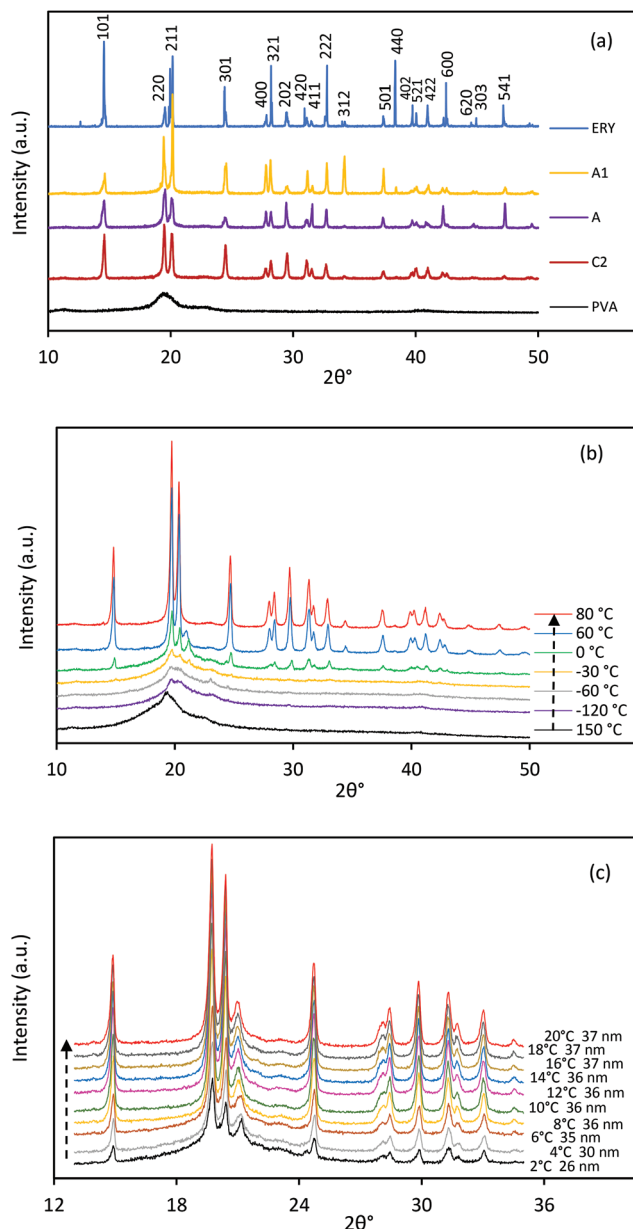 (a)
101
220
211
301
400
321
202
420
411
222
312
501
440
402
521
422
600
620
303
541
ERY
A1
A
C2
PVA
Intensity (a.u.)
10 20 30 40 50
2θ°
(b)
Intensity (a.u.)
80 °C
60 °C
0 °C
-30 °C
-60 °C
-120 °C
150 °C
10 20 30 40 50
2θ°
(c)
Intensity (a.u.)
20°C 37 nm
18°C 37 nm
16°C 37 nm
14°C 36 nm
12°C 36 nm
10°C 36 nm
8°C 36 nm
6°C 35 nm
4°C 30 nm
2°C 26 nm
12 18 24 30 36
2θ°